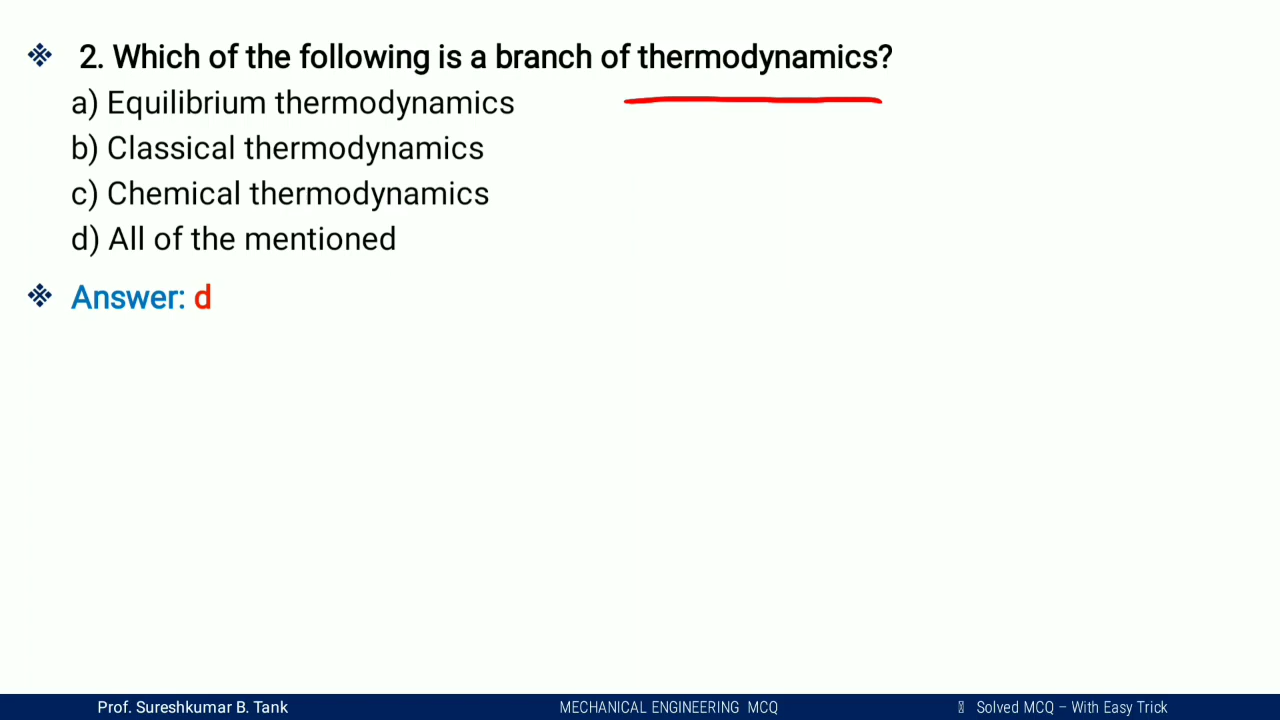 ❖ 2. Which of the following is a branch of thermodynamics?
a) Equilibrium thermodynamics
b) Classical thermodynamics
c) Chemical thermodynamics
d) All of the mentioned
❖ Answer: d
Prof. Sureshkumar B. Tank MECHANICAL ENGINEERING MCQ Solved MCQ – With Easy Trick